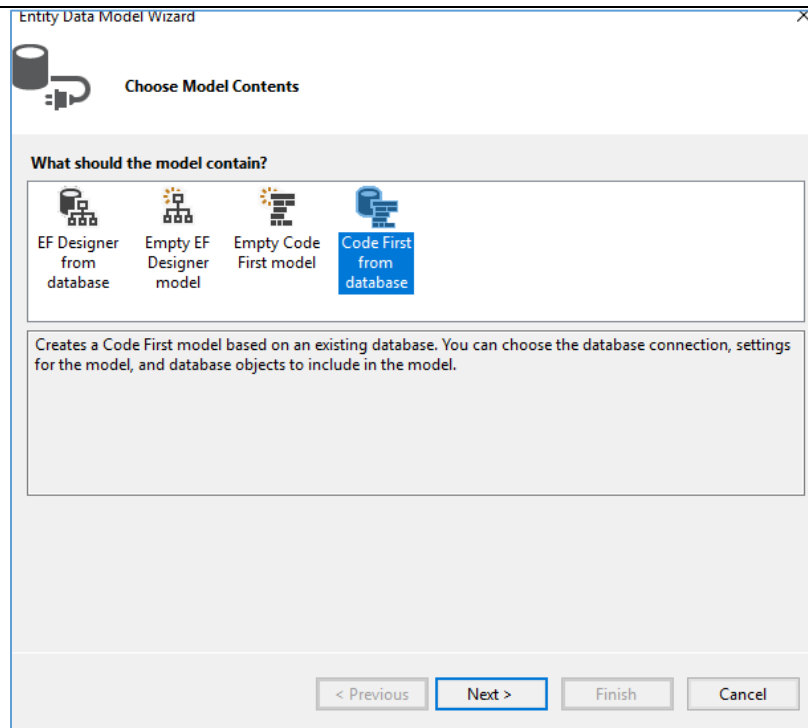 Entity Data Model Wizard
Choose Model Contents
What should the model contain?
EF Designer from database
Empty EF Designer model
Empty Code First model
Code First from database
Creates a Code First model based on an existing database. You can choose the database connection, settings
for the model, and database objects to include in the model.
< Previous
Next >
Finish
Cancel